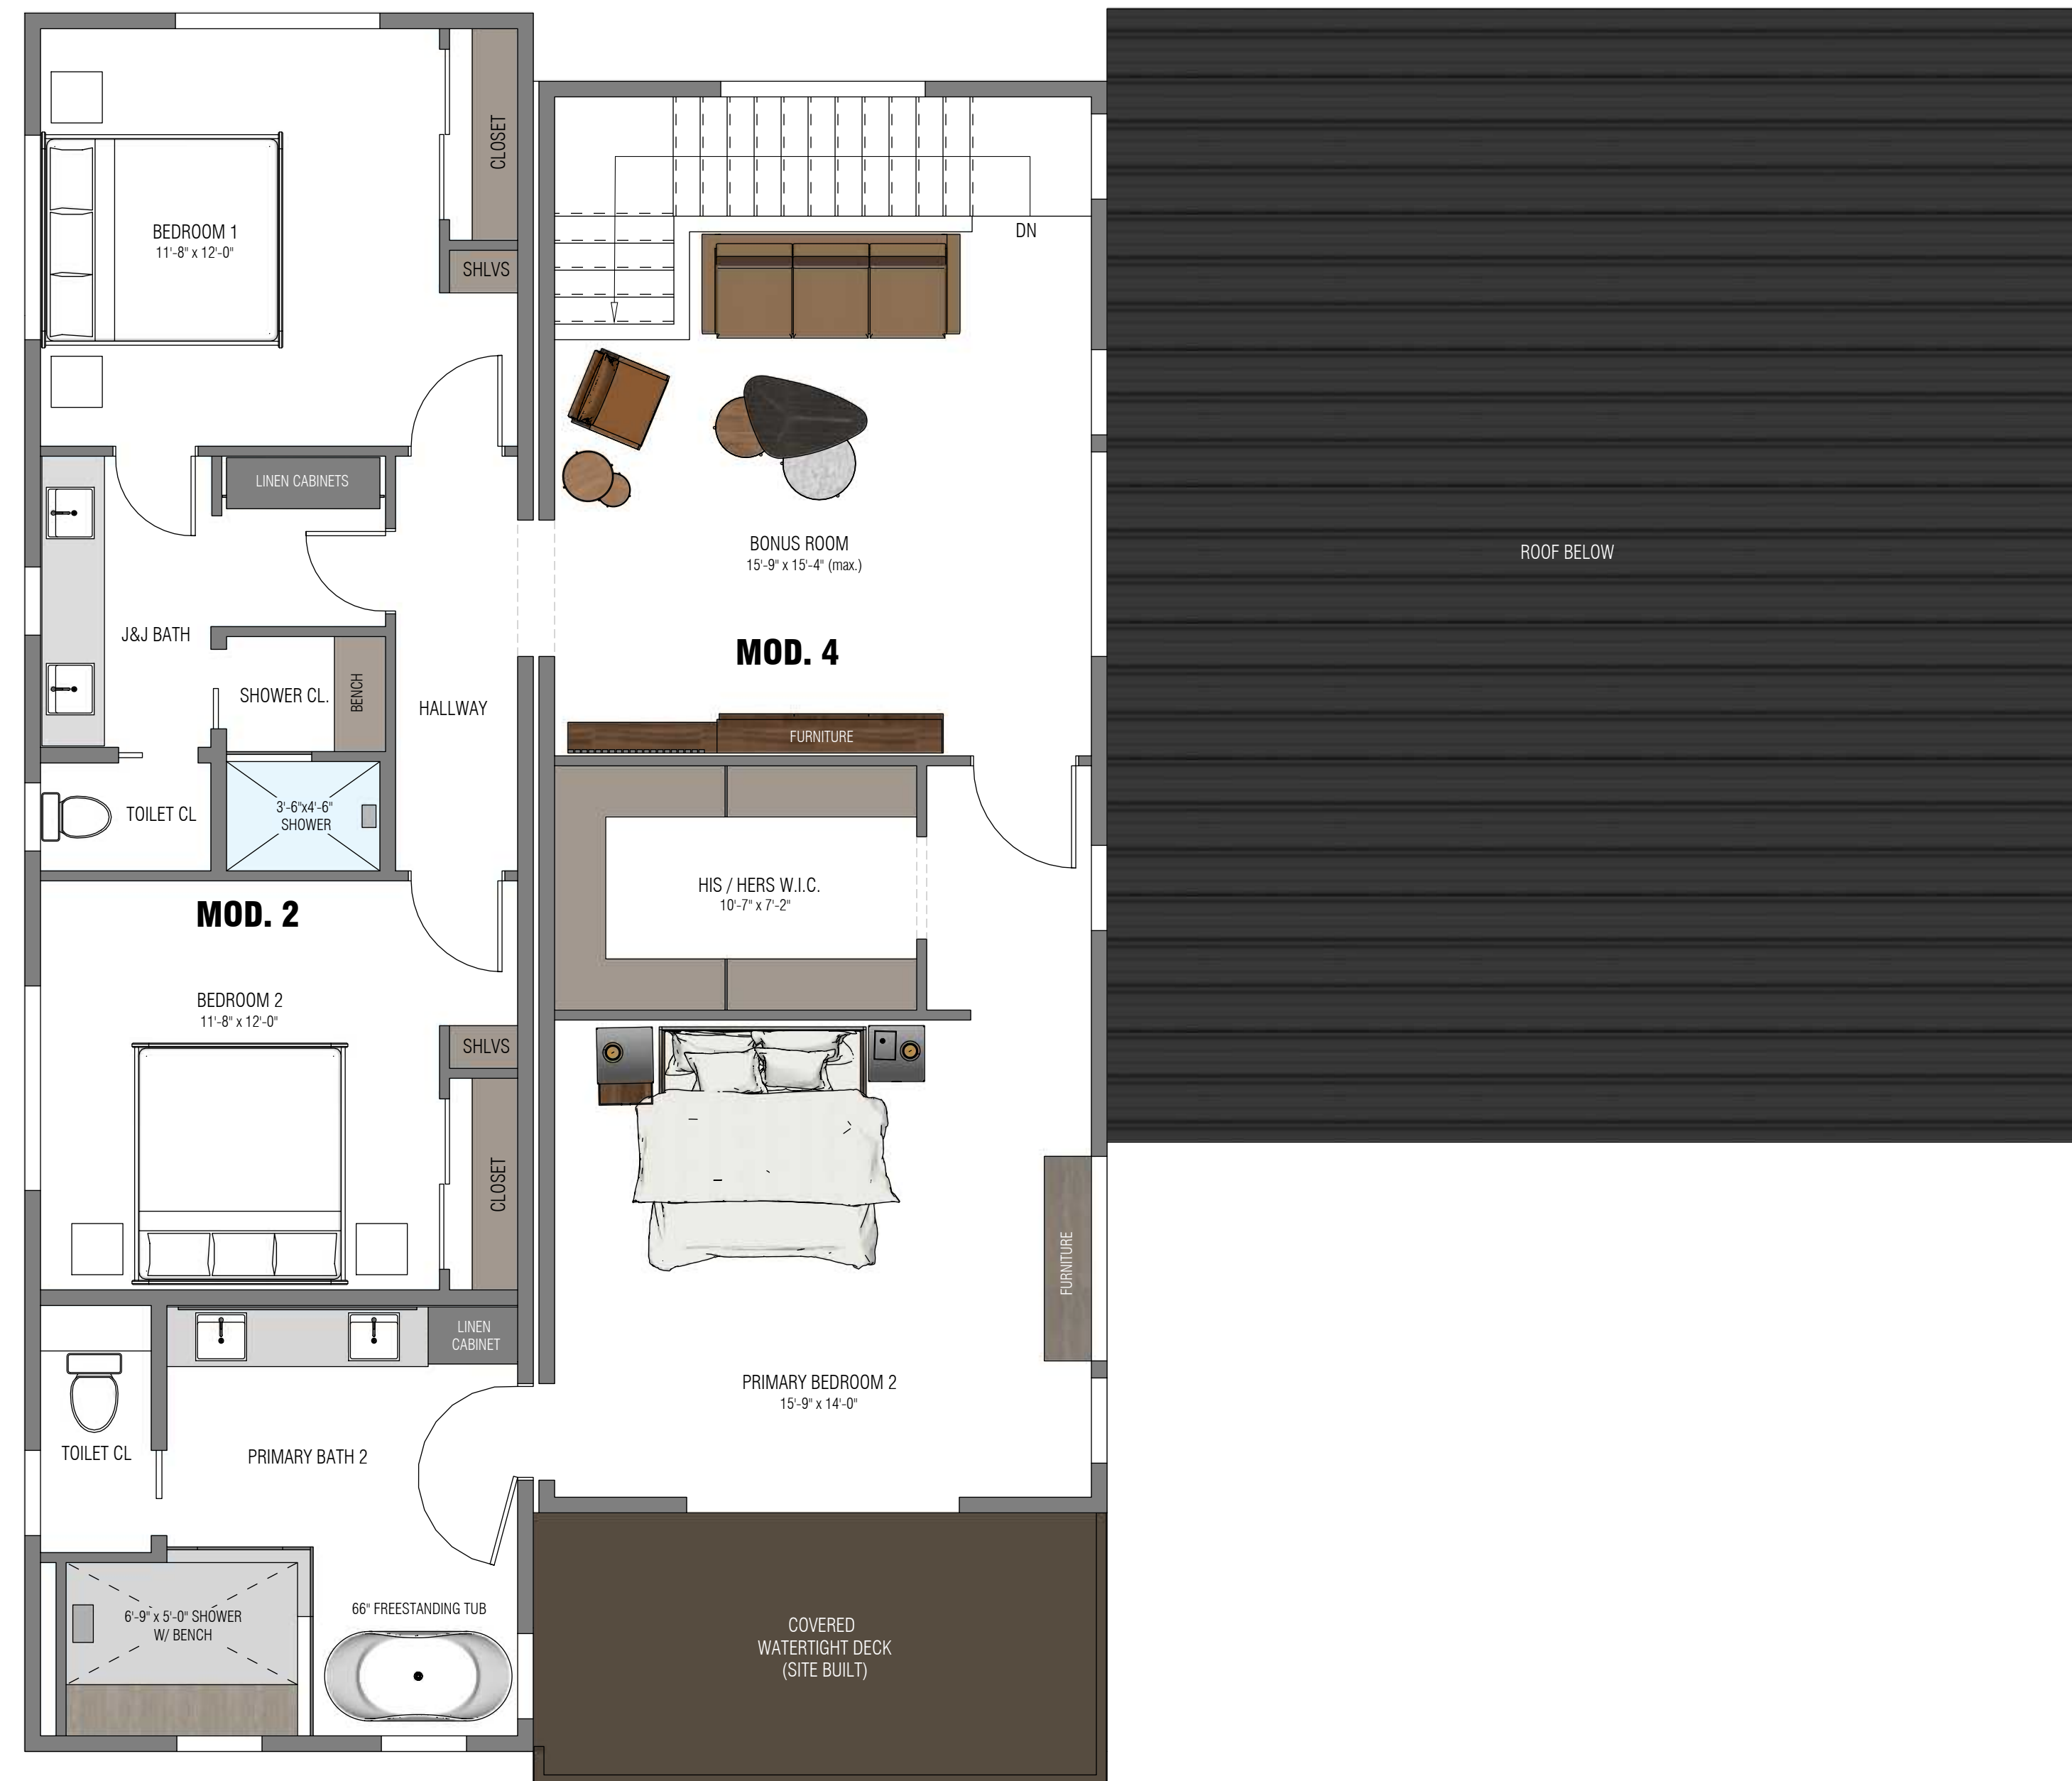 BEDROOM 1
11'-8" x 12'-0"
CLOSET
SHLVS
DN
LINEN CABINETS
BONUS ROOM
15'-9" x 15'-4" (max.)
ROOF BELOW
J&J BATH
MOD. 4
SHOWER CL.
BENCH
HALLWAY
FURNITURE
TOILET CL
3'-6"x4'-6"
SHOWER
HIS / HERS W.I.C.
10'-7" x 7'-2"
MOD. 2
BEDROOM 2
11'-8" x 12'-0"
SHLVS
CLOSET
FURNITURE
LINEN
CABINET
PRIMARY BEDROOM 2
15'-9" x 14'-0"
TOILET CL
PRIMARY BATH 2
6'-9" x 5'-0" SHOWER
W/ BENCH
66" FREESTANDING TUB
COVERED
WATERTIGHT DECK
(SITE BUILT)